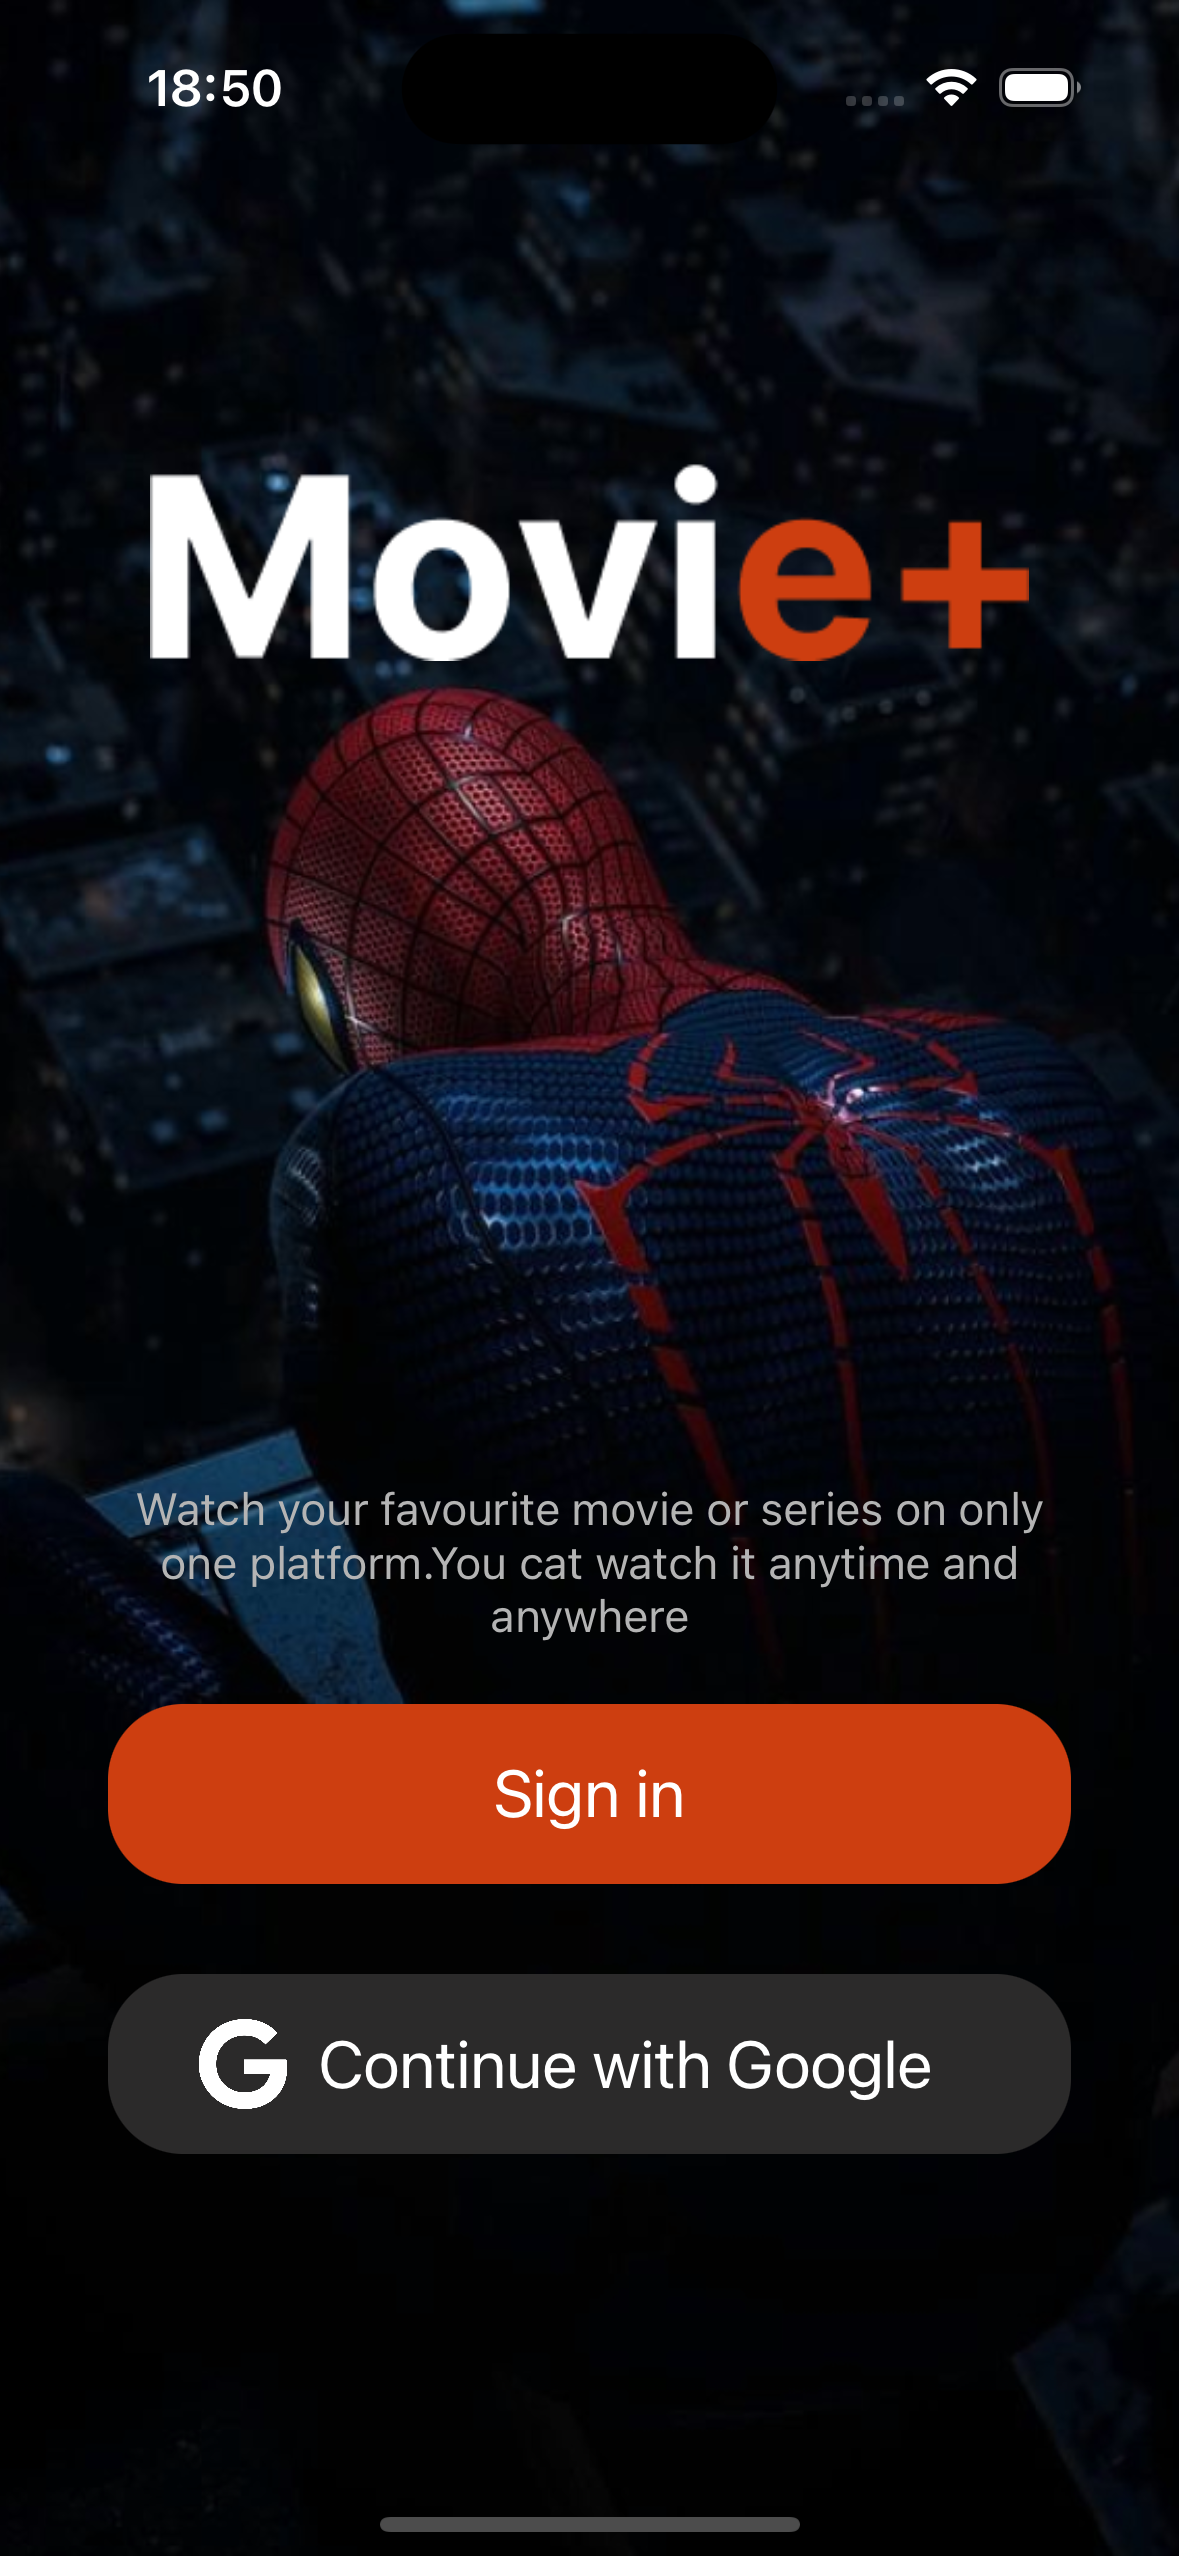 18:50
Movie+
Watch your favourite movie or series on only
one platform.You cat watch it anytime and
anywhere
Sign in
Continue with Google